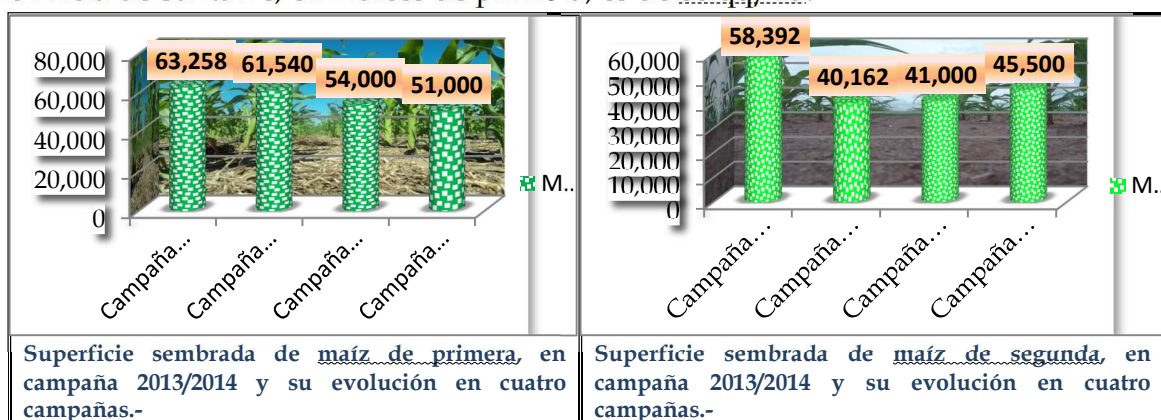 63,258 61,540 54,000 51,000
80,000
60,000
40,000
20,000
0
M..
Campaña... Campaña... Campaña... Campaña...
Superficie sembrada de maíz de primera, en
campaña 2013/2014 y su evolución en cuatro
campañas.-
58,392 40,162 41,000 45,500
60,000
50,000
40,000
30,000
20,000
10,000
0
M..
Campaña... Campaña... Campaña... Campaña...
Superficie sembrada de maíz de segunda, en
campaña 2013/2014 y su evolución en cuatro
campañas.-